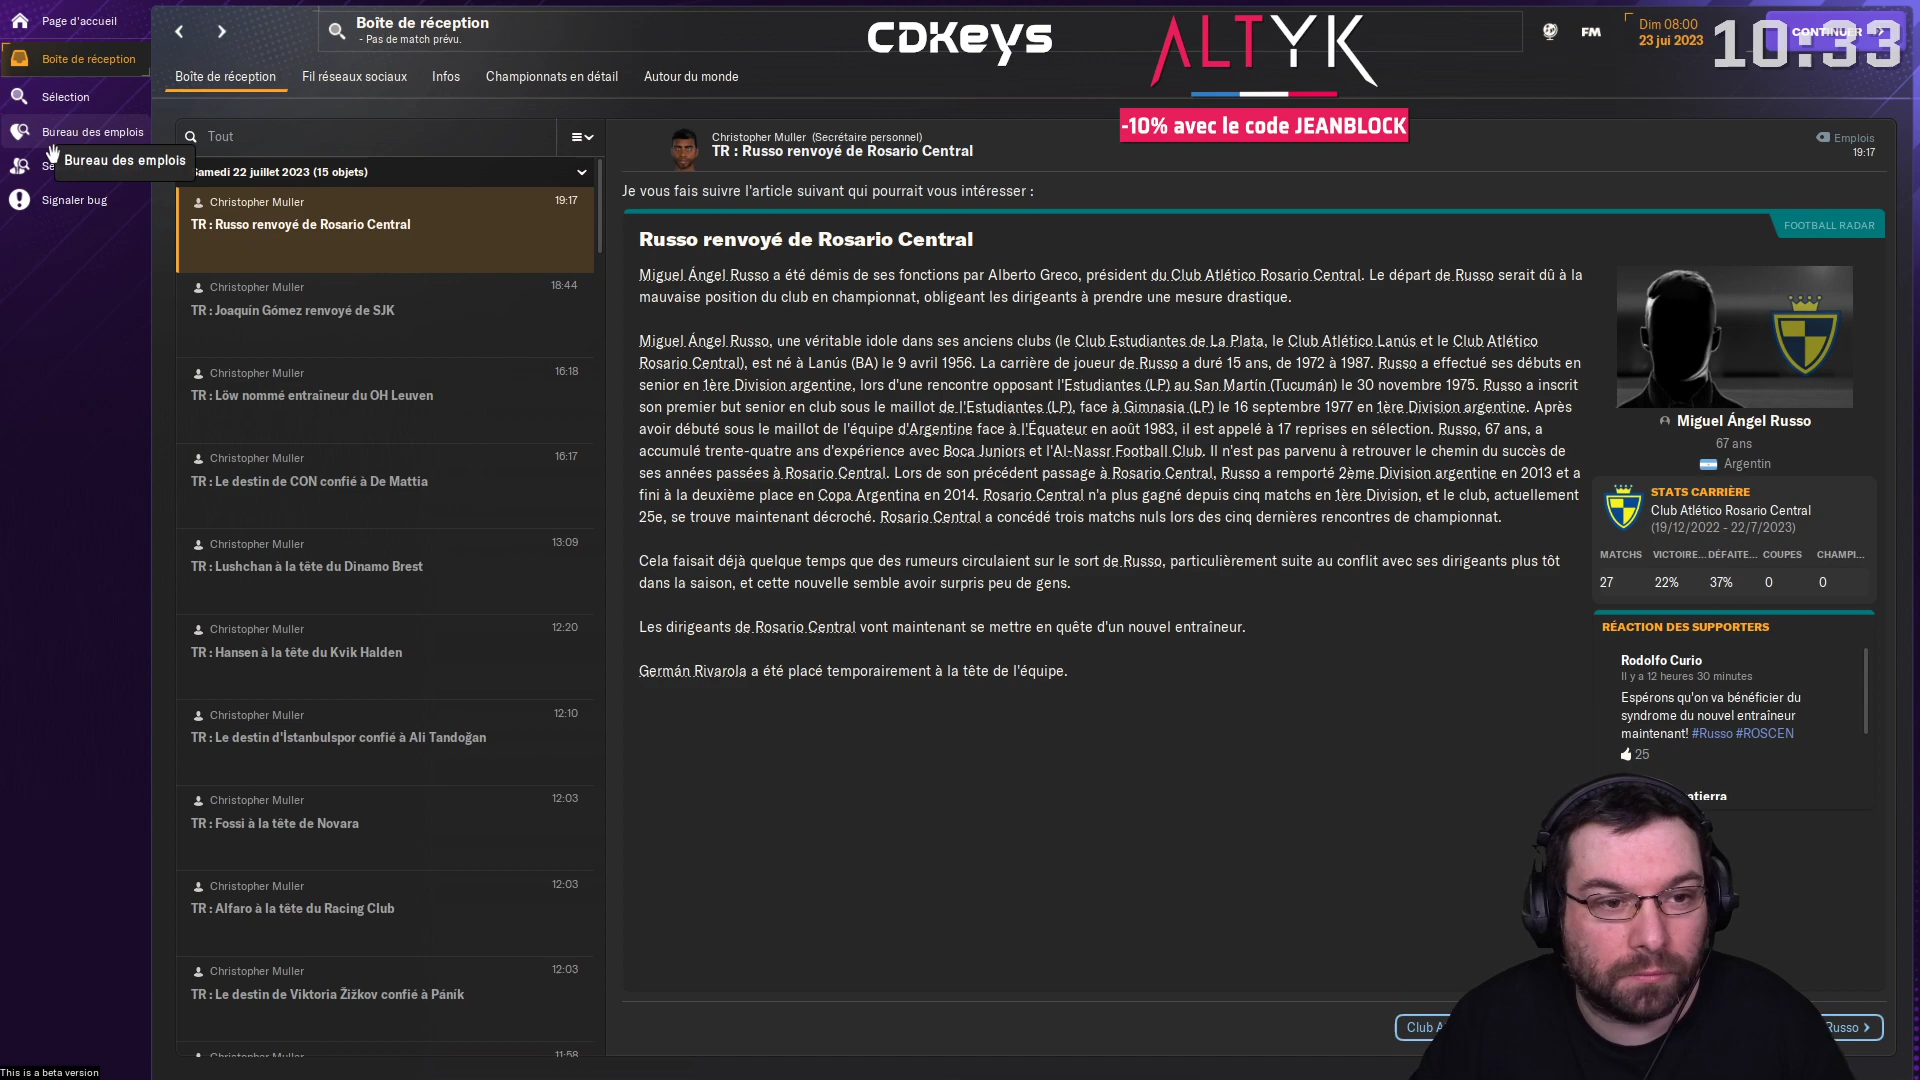 Page d'accueil
Boîte de réception
Sélection
Bureau des emplois
Bureau des emplois
Signaler bug
Boîte de réception
- Pas de match prévu.
CDKeys
ALTYK
FM
Dim 08:00
23 jui 2023
CONTINUER
10:33
Boîte de réception
Fil réseaux sociaux
Infos
Championnats en détail
Autour du monde
-10% avec le code JEANBLOCK
Tout
Samedi 22 juillet 2023 (15 objets)
Christopher Muller
19:17
TR : Russo renvoyé de Rosario Central
Christopher Muller
18:44
TR : Joaquín Gómez renvoyé de SJK
Christopher Muller
16:18
TR : Löw nommé entraîneur du OH Leuven
Christopher Muller
16:17
TR : Le destin de CON confié à De Mattia
Christopher Muller
13:09
TR : Lushchan à la tête du Dinamo Brest
Christopher Muller
12:20
TR : Hansen à la tête du Kvik Halden
Christopher Muller
12:10
TR : Le destin d'İstanbulspor confié à Ali Tandoğan
Christopher Muller
12:03
TR : Fossi à la tête de Novara
Christopher Muller
12:03
TR : Alfaro à la tête du Racing Club
Christopher Muller
12:03
TR : Le destin de Viktoria Žižkov confié à Páník
Christopher Muller
11:58
Christopher Muller (Secrétaire personnel)
TR : Russo renvoyé de Rosario Central
Emplois
19:17
Je vous fais suivre l'article suivant qui pourrait vous intéresser :
FOOTBALL RADAR
Russo renvoyé de Rosario Central
Miguel Ángel Russo a été démis de ses fonctions par Alberto Greco, président du Club Atlético Rosario Central. Le départ de Russo serait dû à la
mauvaise position du club en championnat, obligeant les dirigeants à prendre une mesure drastique.
Miguel Ángel Russo, une véritable idole dans ses anciens clubs (le Club Estudiantes de La Plata, le Club Atlético Lanús et le Club Atlético
Rosario Central), est né à Lanús (BA) le 9 avril 1956. La carrière de joueur de Russo a duré 15 ans, de 1972 à 1987. Russo a effectué ses débuts en
senior en 1ère Division argentine, lors d'une rencontre opposant l'Estudiantes (LP) au San Martín (Tucumán) le 30 novembre 1975. Russo a inscrit
son premier but senior en club sous le maillot de l'Estudiantes (LP), face à Gimnasia (LP) le 16 septembre 1977 en 1ère Division argentine. Après
avoir débuté sous le maillot de l'équipe d'Argentine face à l'Équateur en août 1983, il est appelé à 17 reprises en sélection. Russo, 67 ans, a
accumulé trente-quatre ans d'expérience avec Boca Juniors et l'Al-Nassr Football Club. Il n'est pas parvenu à retrouver le chemin du succès de
ses années passées à Rosario Central. Lors de son précédent passage à Rosario Central, Russo a remporté 2ème Division argentine en 2013 et a
fini à la deuxième place en Copa Argentina en 2014. Rosario Central n'a plus gagné depuis cinq matchs en 1ère Division, et le club, actuellement
25e, se trouve maintenant décroché. Rosario Central a concédé trois matchs nuls lors des cinq dernières rencontres de championnat.
Cela faisait déjà quelque temps que des rumeurs circulaient sur le sort de Russo, particulièrement suite au conflit avec ses dirigeants plus tôt
dans la saison, et cette nouvelle semble avoir surpris peu de gens.
Les dirigeants de Rosario Central vont maintenant se mettre en quête d'un nouvel entraîneur.
Germán Rivarola a été placé temporairement à la tête de l'équipe.
Miguel Ángel Russo
67 ans
Argentin
STATS CARRIÈRE
Club Atlético Rosario Central
(19/12/2022 - 22/7/2023)
MATCHS VICTOIRE... DÉFAITE... COUPES CHAMPI...
27 22% 37% 0 0
RÉACTION DES SUPPORTERS
Rodolfo Curio
Il y a 12 heures 30 minutes
Espérons qu'on va bénéficier du
syndrome du nouvel entraîneur
maintenant! #Russo #ROSCEN
25
Club A
Russo
This is a beta version